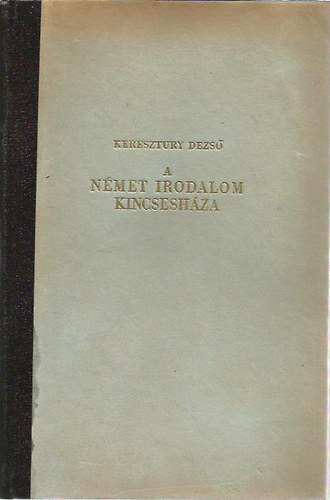 KERESZTURY DEZSŐ
A
NÉMET IRODALOM
KINCSESHÁZA